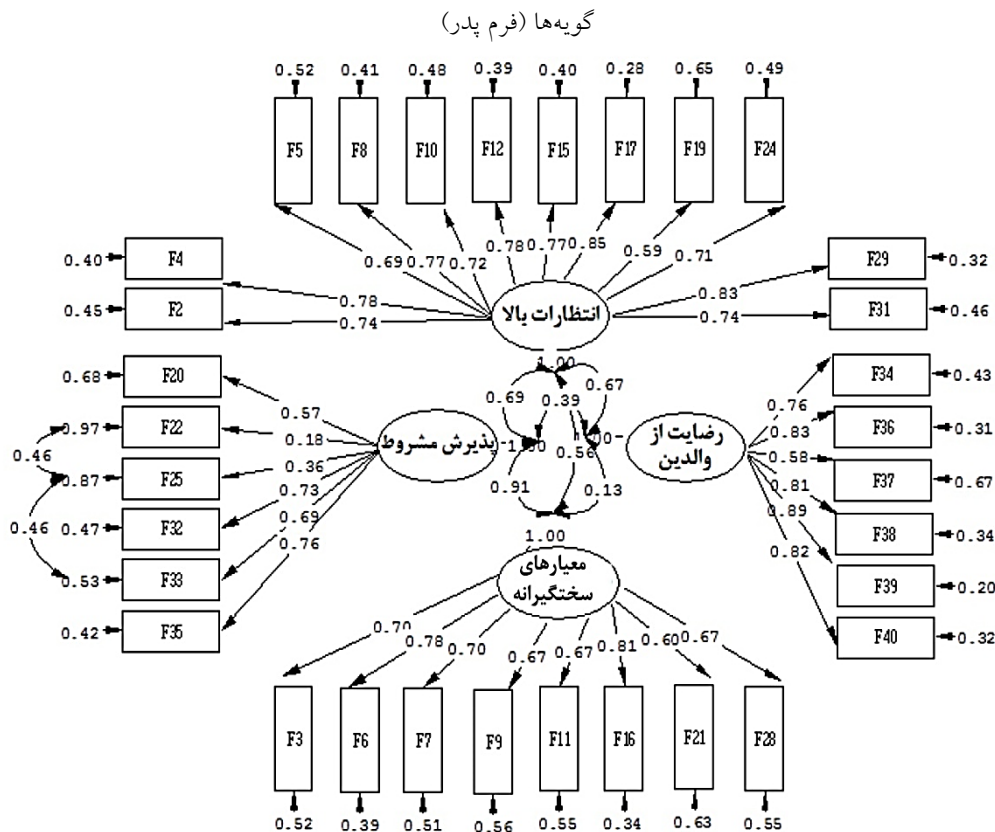 گویه‌ها (فرم پدر)
0.52 0.41 0.48 0.39 0.40 0.28 0.65 0.49
F5 F8 F10 F12 F15 F17 F19 F24
0.69 0.77 0.72 0.78 0.77 0.85 0.59 0.71
0.40 F4 0.78
0.45 F2 0.74
انتظارات بالا
0.83 F29 0.32
0.74 F31 0.46
1.00
0.69 0.39 0.67
0.56
0.91 0.13
1.00
0.68 F20 0.57
0.97 F22 0.18
0.46
0.87 F25 0.36
0.47 F32 0.73
0.46
0.53 F33 0.69
0.42 F35 0.76
پذیرش مشروط
رضایت از
والدین
0.76 F34 0.43
0.83 F36 0.31
0.58 F37 0.67
0.81 F38 0.34
0.89 F39 0.20
0.82 F40 0.32
معیارهای
سختگیرانه
0.70 0.78 0.70 0.67 0.67 0.81 0.60 0.67
F3 F6 F7 F9 F11 F16 F21 F28
0.52 0.39 0.51 0.56 0.55 0.34 0.63 0.55